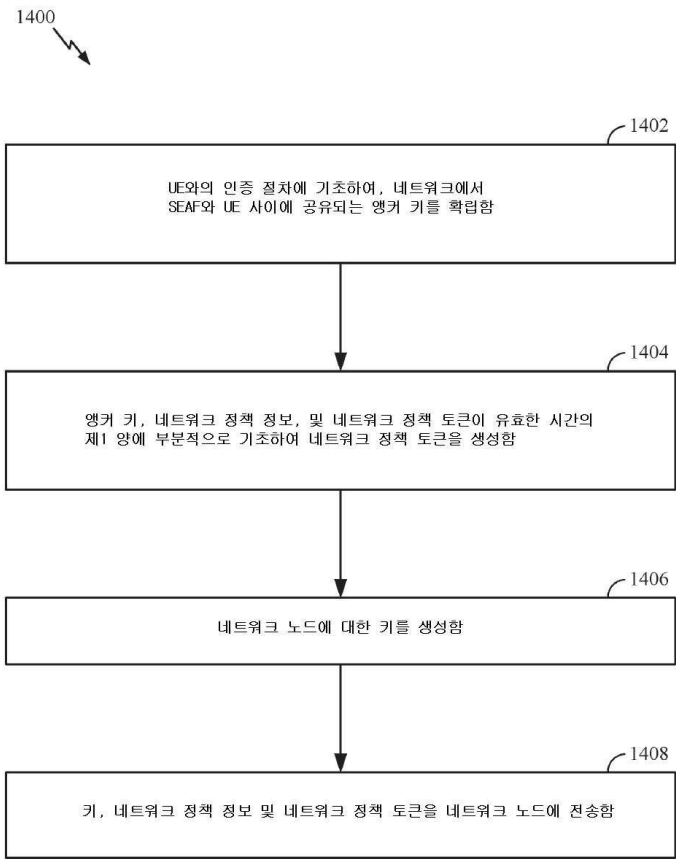 1400
1402
UE와의 인증 절차에 기초하여, 네트워크에서
SEAF와 UE 사이에 공유되는 앵커 키를 확립함
1404
앵커 키, 네트워크 정책 정보, 및 네트워크 정책 토큰이 유효한 시간의
제1 양에 부분적으로 기초하여 네트워크 정책 토큰을 생성함
1406
네트워크 노드에 대한 키를 생성함
1408
키, 네트워크 정책 정보 및 네트워크 정책 토큰을 네트워크 노드에 전송함